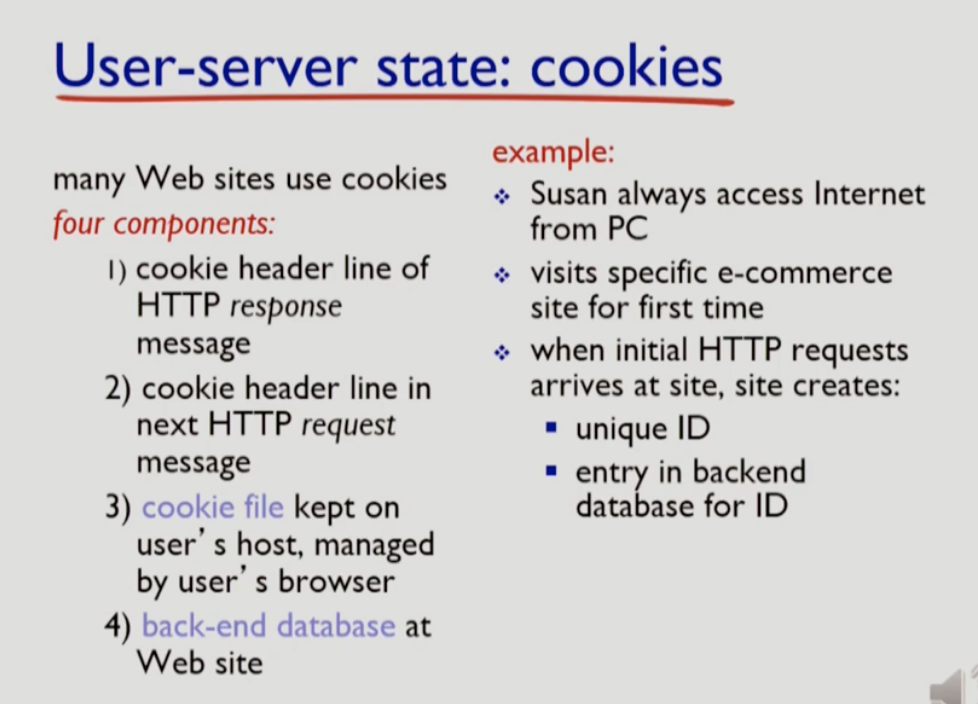 User-server state: cookies
many Web sites use cookies
four components:
1) cookie header line of
HTTP response
message
2) cookie header line in
next HTTP request
message
3) cookie file kept on
user's host, managed
by user's browser
4) back-end database at
Web site
example:
❖ Susan always access Internet
from PC
❖ visits specific e-commerce
site for first time
❖ when initial HTTP requests
arrives at site, site creates:
▪ unique ID
▪ entry in backend
database for ID